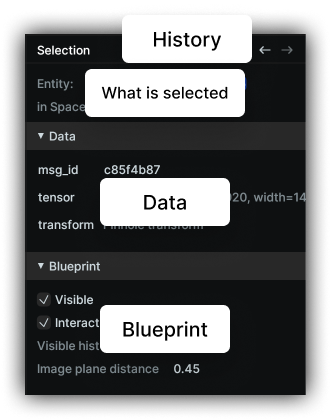 Selection History ← →
Entity:
What is selected
in Space
▼ Data
msg_id c85f4b87
tensor Data 20, width=14
transform Pinhole transform
▼ Blueprint
Visible
Interact Blueprint
Visible hist
Image plane distance 0.45